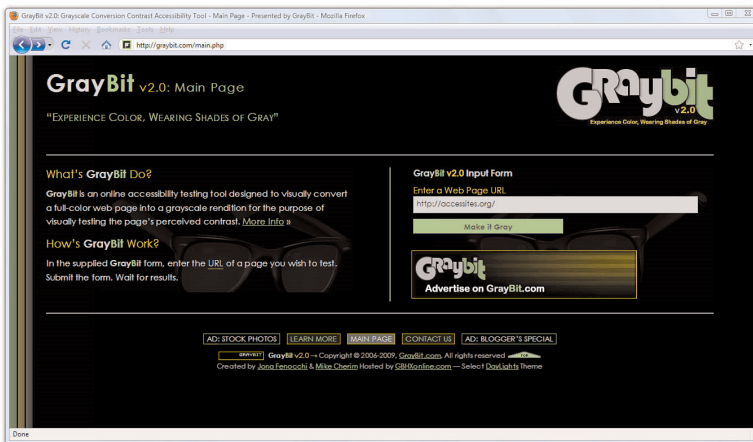 GrayBit v2.0: Grayscale Conversion Contrast Accessibility Tool - Main Page - Presented by GrayBit - Mozilla Firefox
File Edit View History Bookmarks Tools Help
http://graybit.com/main.php
GrayBit v2.0: Main Page
"Experience Color, Wearing Shades of Gray"
Graybit
v2.0
Experience Color, Wearing Shades of Gray
What's GrayBit Do?
GrayBit is an online accessibility testing tool designed to visually convert
a full-color web page into a grayscale rendition for the purpose of
visually testing the page's perceived contrast. More Info »
How's GrayBit Work?
In the supplied GrayBit form, enter the URL of a page you wish to test.
Submit the form. Wait for results.
GrayBit v2.0 Input Form
Enter a Web Page URL
http://accessites.org/
Make it Gray
Graybit
Advertise on GrayBit.com
AD: STOCK PHOTOS LEARN MORE MAIN PAGE CONTACT US AD: BLOGGER'S SPECIAL
GRAYBIT GrayBit v2.0 → Copyright © 2006-2009, GrayBit.com, All rights reserved TOP
Created by Jona Fenocchi & Mike Cherim Hosted by GBHXonline.com — Select DayLights Theme
Done